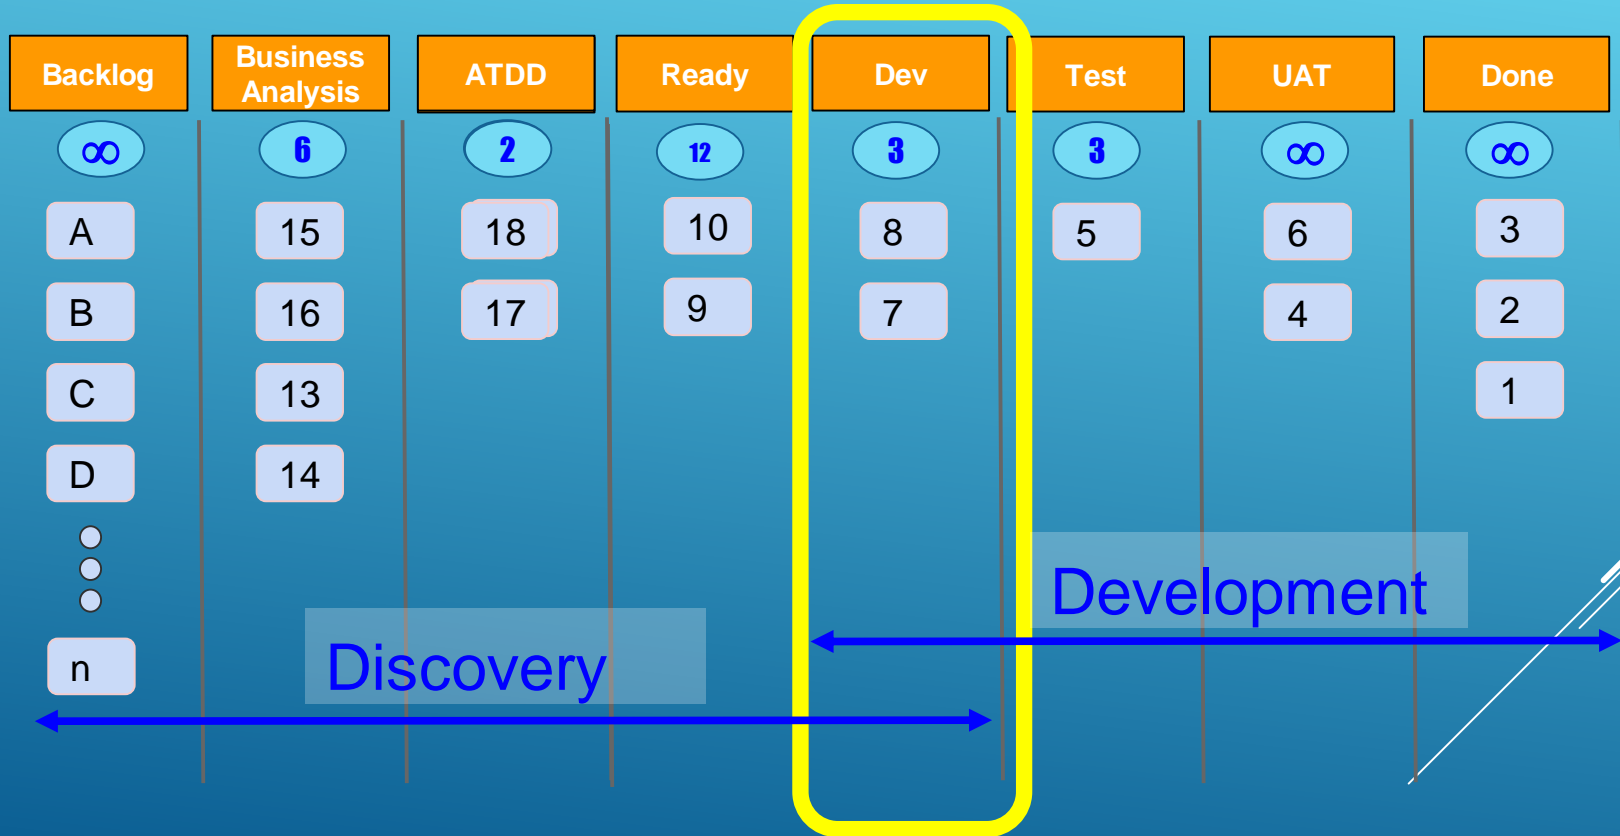 Backlog
Business
Analysis
ATDD
Ready
Dev
Test
UAT
Done
∞
6
2
12
3
3
∞
∞
A
15
18
10
8
5
6
3
B
16
17
9
7
4
2
C
13
1
D
14
n
Discovery
Development